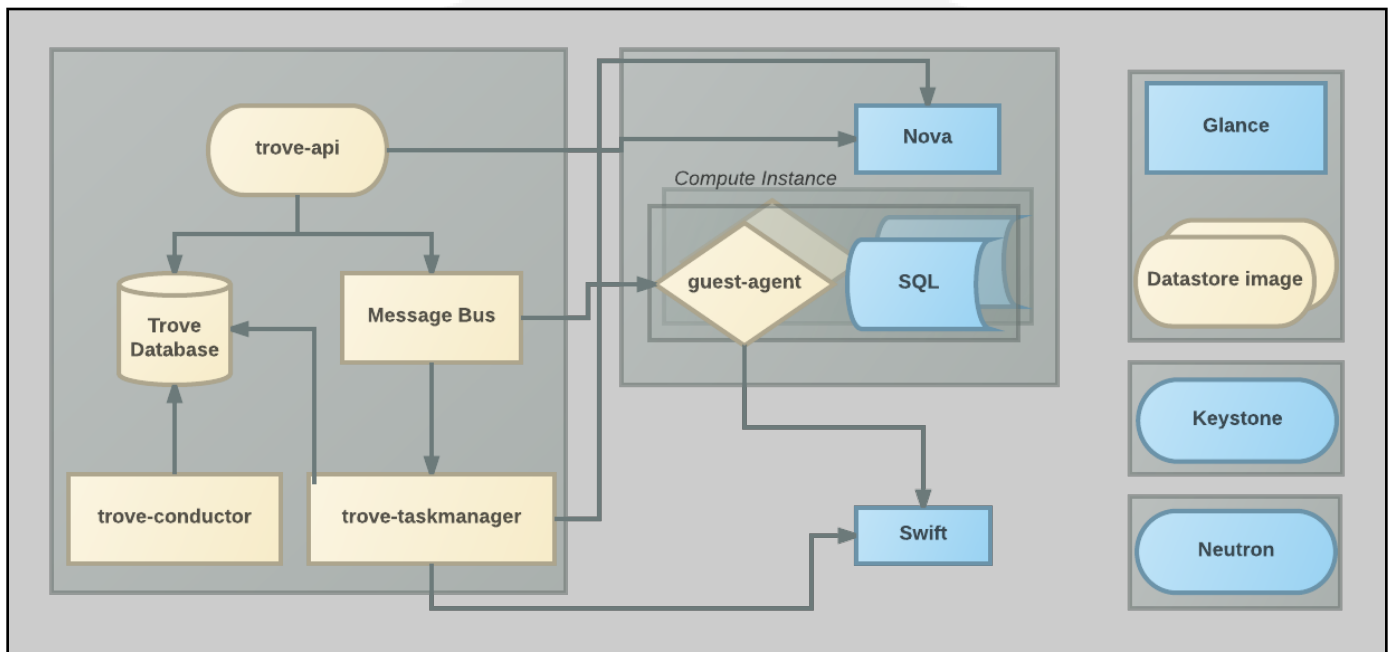 trove-api
Nova
Glance
Compute Instance
guest-agent
SQL
Datastore image
Trove
Database
Message Bus
Keystone
trove-conductor
trove-taskmanager
Swift
Neutron